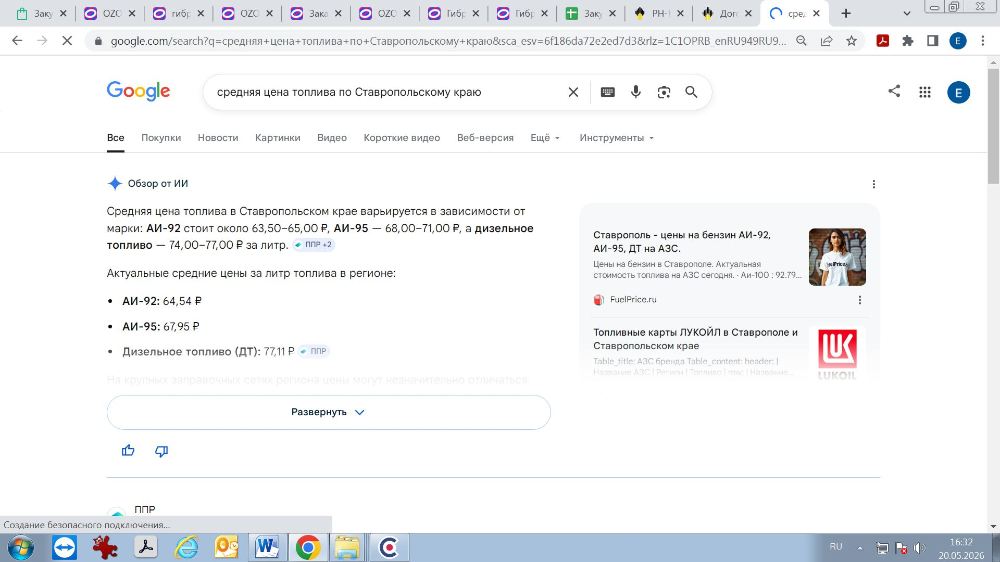 Заку
OZO
гибр
OZO
Зака
OZO
Гибр
Гибр
Заку
РН-К
Дого
сред
google.com/search?q=средняя+цена+топлива+по+Ставропольскому+краю&sca_esv=6f186da72e2ed7d3&rlz=1C1OPRB_enRU949RU9...
E
Google
средняя цена топлива по Ставропольскому краю
E
Все
Покупки
Новости
Картинки
Видео
Короткие видео
Веб-версия
Ещё
Инструменты
Обзор от ИИ
Средняя цена топлива в Ставропольском крае варьируется в зависимости от
марки: АИ-92 стоит около 63,50–65,00 ₽, АИ-95 — 68,00–71,00 ₽, а дизельное
топливо — 74,00–77,00 ₽ за литр. ППР +2
Актуальные средние цены за литр топлива в регионе:
• АИ-92: 64,54 ₽
• АИ-95: 67,95 ₽
• Дизельное топливо (ДТ): 77,11 ₽ ППР
На крупных заправочных сетях региона цены могут незначительно отличаться.
Развернуть
Ставрополь - цены на бензин АИ-92,
АИ-95, ДТ на АЗС.
Цены на бензин в Ставрополе. Актуальная
стоимость топлива на АЗС сегодня. · Аи-100 : 92.79...
FuelPrice.ru
Топливные карты ЛУКОЙЛ в Ставрополе и
Ставропольском крае
Table_title: АЗС бренда Table_content: header: |
Название АЗС | Регион | Топливо | row: | Название...
LUK
LUKOIL
ППР
Создание безопасного подключения...
RU
16:32
20.05.2026